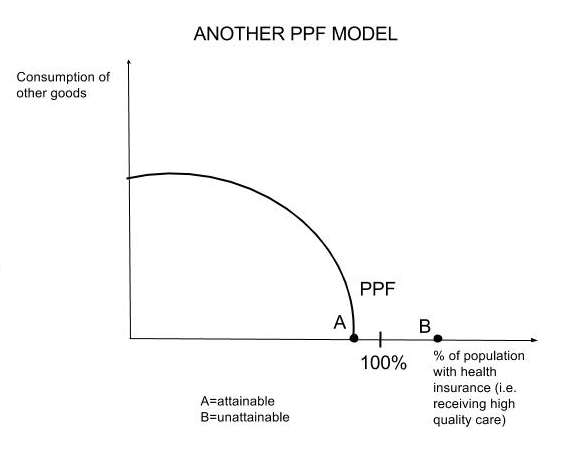 ANOTHER PPF MODEL
Consumption of
other goods
PPF
A
B
100%
% of population
with health
insurance (i.e.
receiving high
quality care)
A=attainable
B=unattainable